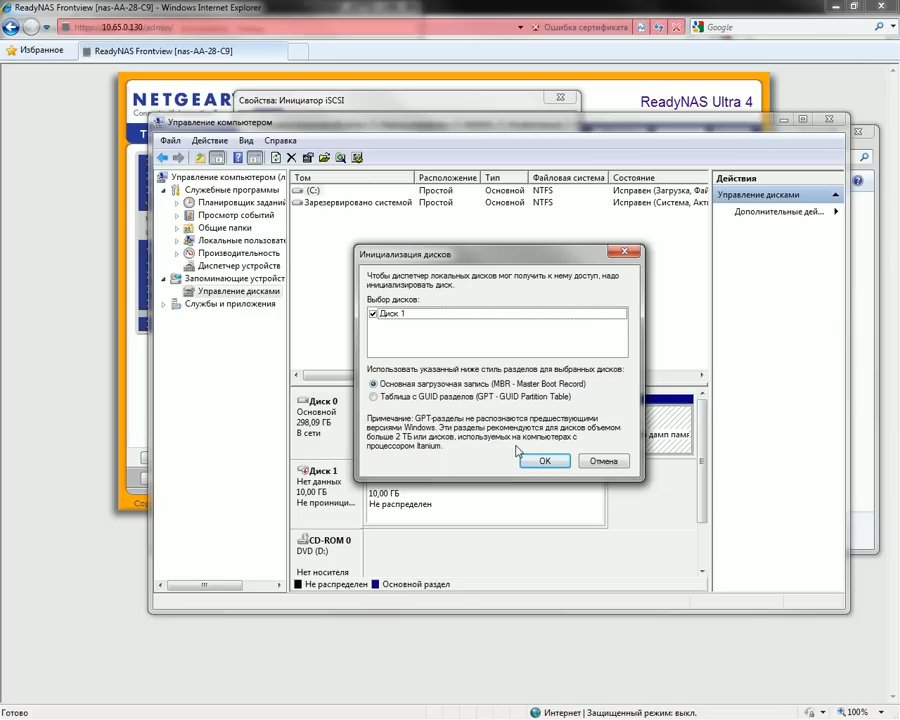 ReadyNAS Frontview [nas-AA-28-C9] - Windows Internet Explorer
https://10.65.0.130/admin/
Ошибка сертификата
Google
Избранное
ReadyNAS Frontview [nas-AA-28-C9]
NETGEAR
ReadyNAS Ultra 4
Свойства: Инициатор iSCSI
Управление компьютером
Файл Действие Вид Справка
Управление компьютером (л
Служебные программы
Планировщик заданий
Просмотр событий
Общие папки
Локальные пользоват
Производительность
Диспетчер устройств
Запоминающие устройст
Управление дисками
Службы и приложения
Том Расположение Тип Файловая система Состояние
(C:) Простой Основной NTFS Исправен (Загрузка, Фай
Зарезервировано системой Простой Основной NTFS Исправен (Система, Акт
Действия
Управление дисками
Дополнительные дей...
Инициализация дисков
Чтобы диспетчер локальных дисков мог получить к нему доступ, надо
инициализировать диск.
Выбор дисков:
Диск 1
Использовать указанный ниже стиль разделов для выбранных дисков:
Основная загрузочная запись (MBR - Master Boot Record)
Таблица с GUID разделов (GPT - GUID Partition Table)
Примечание: GPT-разделы не распознаются предшествующими
версиями Windows. Эти разделы рекомендуются для дисков объемом
больше 2 ТБ или дисков, используемых на компьютерах с
процессором Itanium.
OK Отмена
Диск 0
Основной
298,09 ГБ
В сети
й дамп памя
Диск 1
Нет данных
10,00 ГБ
Не проиници...
10,00 ГБ
Не распределен
CD-ROM 0
DVD (D:)
Нет носителя
Не распределен Основной раздел
Готово
Интернет | Защищенный режим: выкл.
100%